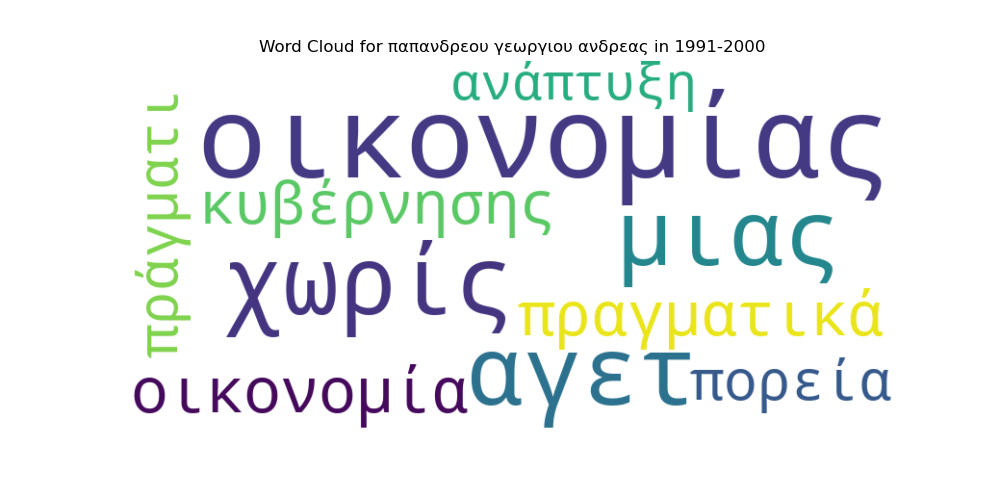 Word Cloud for παπανδρεου γεωργιου ανδρεας in 1991-2000
ανάπτυξη
οικονομίας
πράγματι
κυβέρνησης
μιας
χωρίς
πραγματικά
αγετ
πορεία
οικονομία